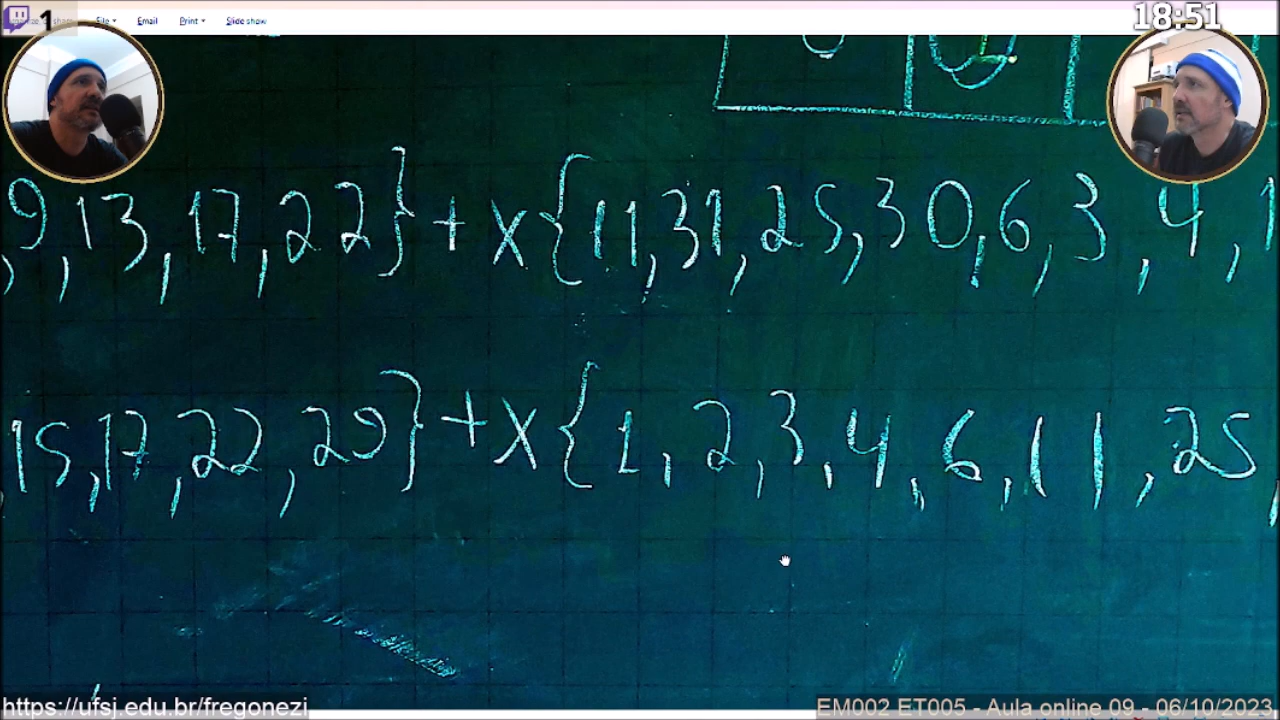 1
File Email Print Slide show
18:51
,9,13,17,22} + x{11,31,25,30,6,3,4,1
15,17,22,29} + x{1,2,3,4,6,11,25,
https://ufsj.edu.br/fregonezi
EM002 ET005 - Aula online 09 - 06/10/2023